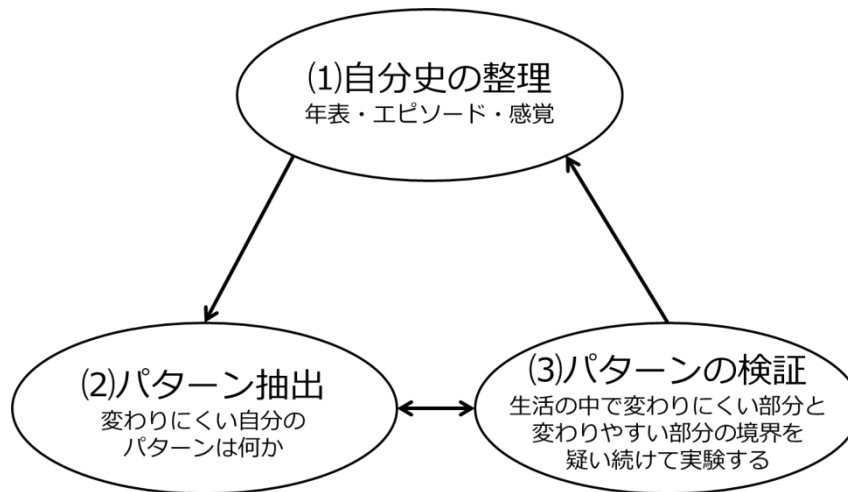 ⑴自分史の整理
年表・エピソード・感覚
⑵パターン抽出
変わりにくい自分の
パターンは何か
⑶パターンの検証
生活の中で変わりにくい部分と
変わりやすい部分の境界を
疑い続けて実験する